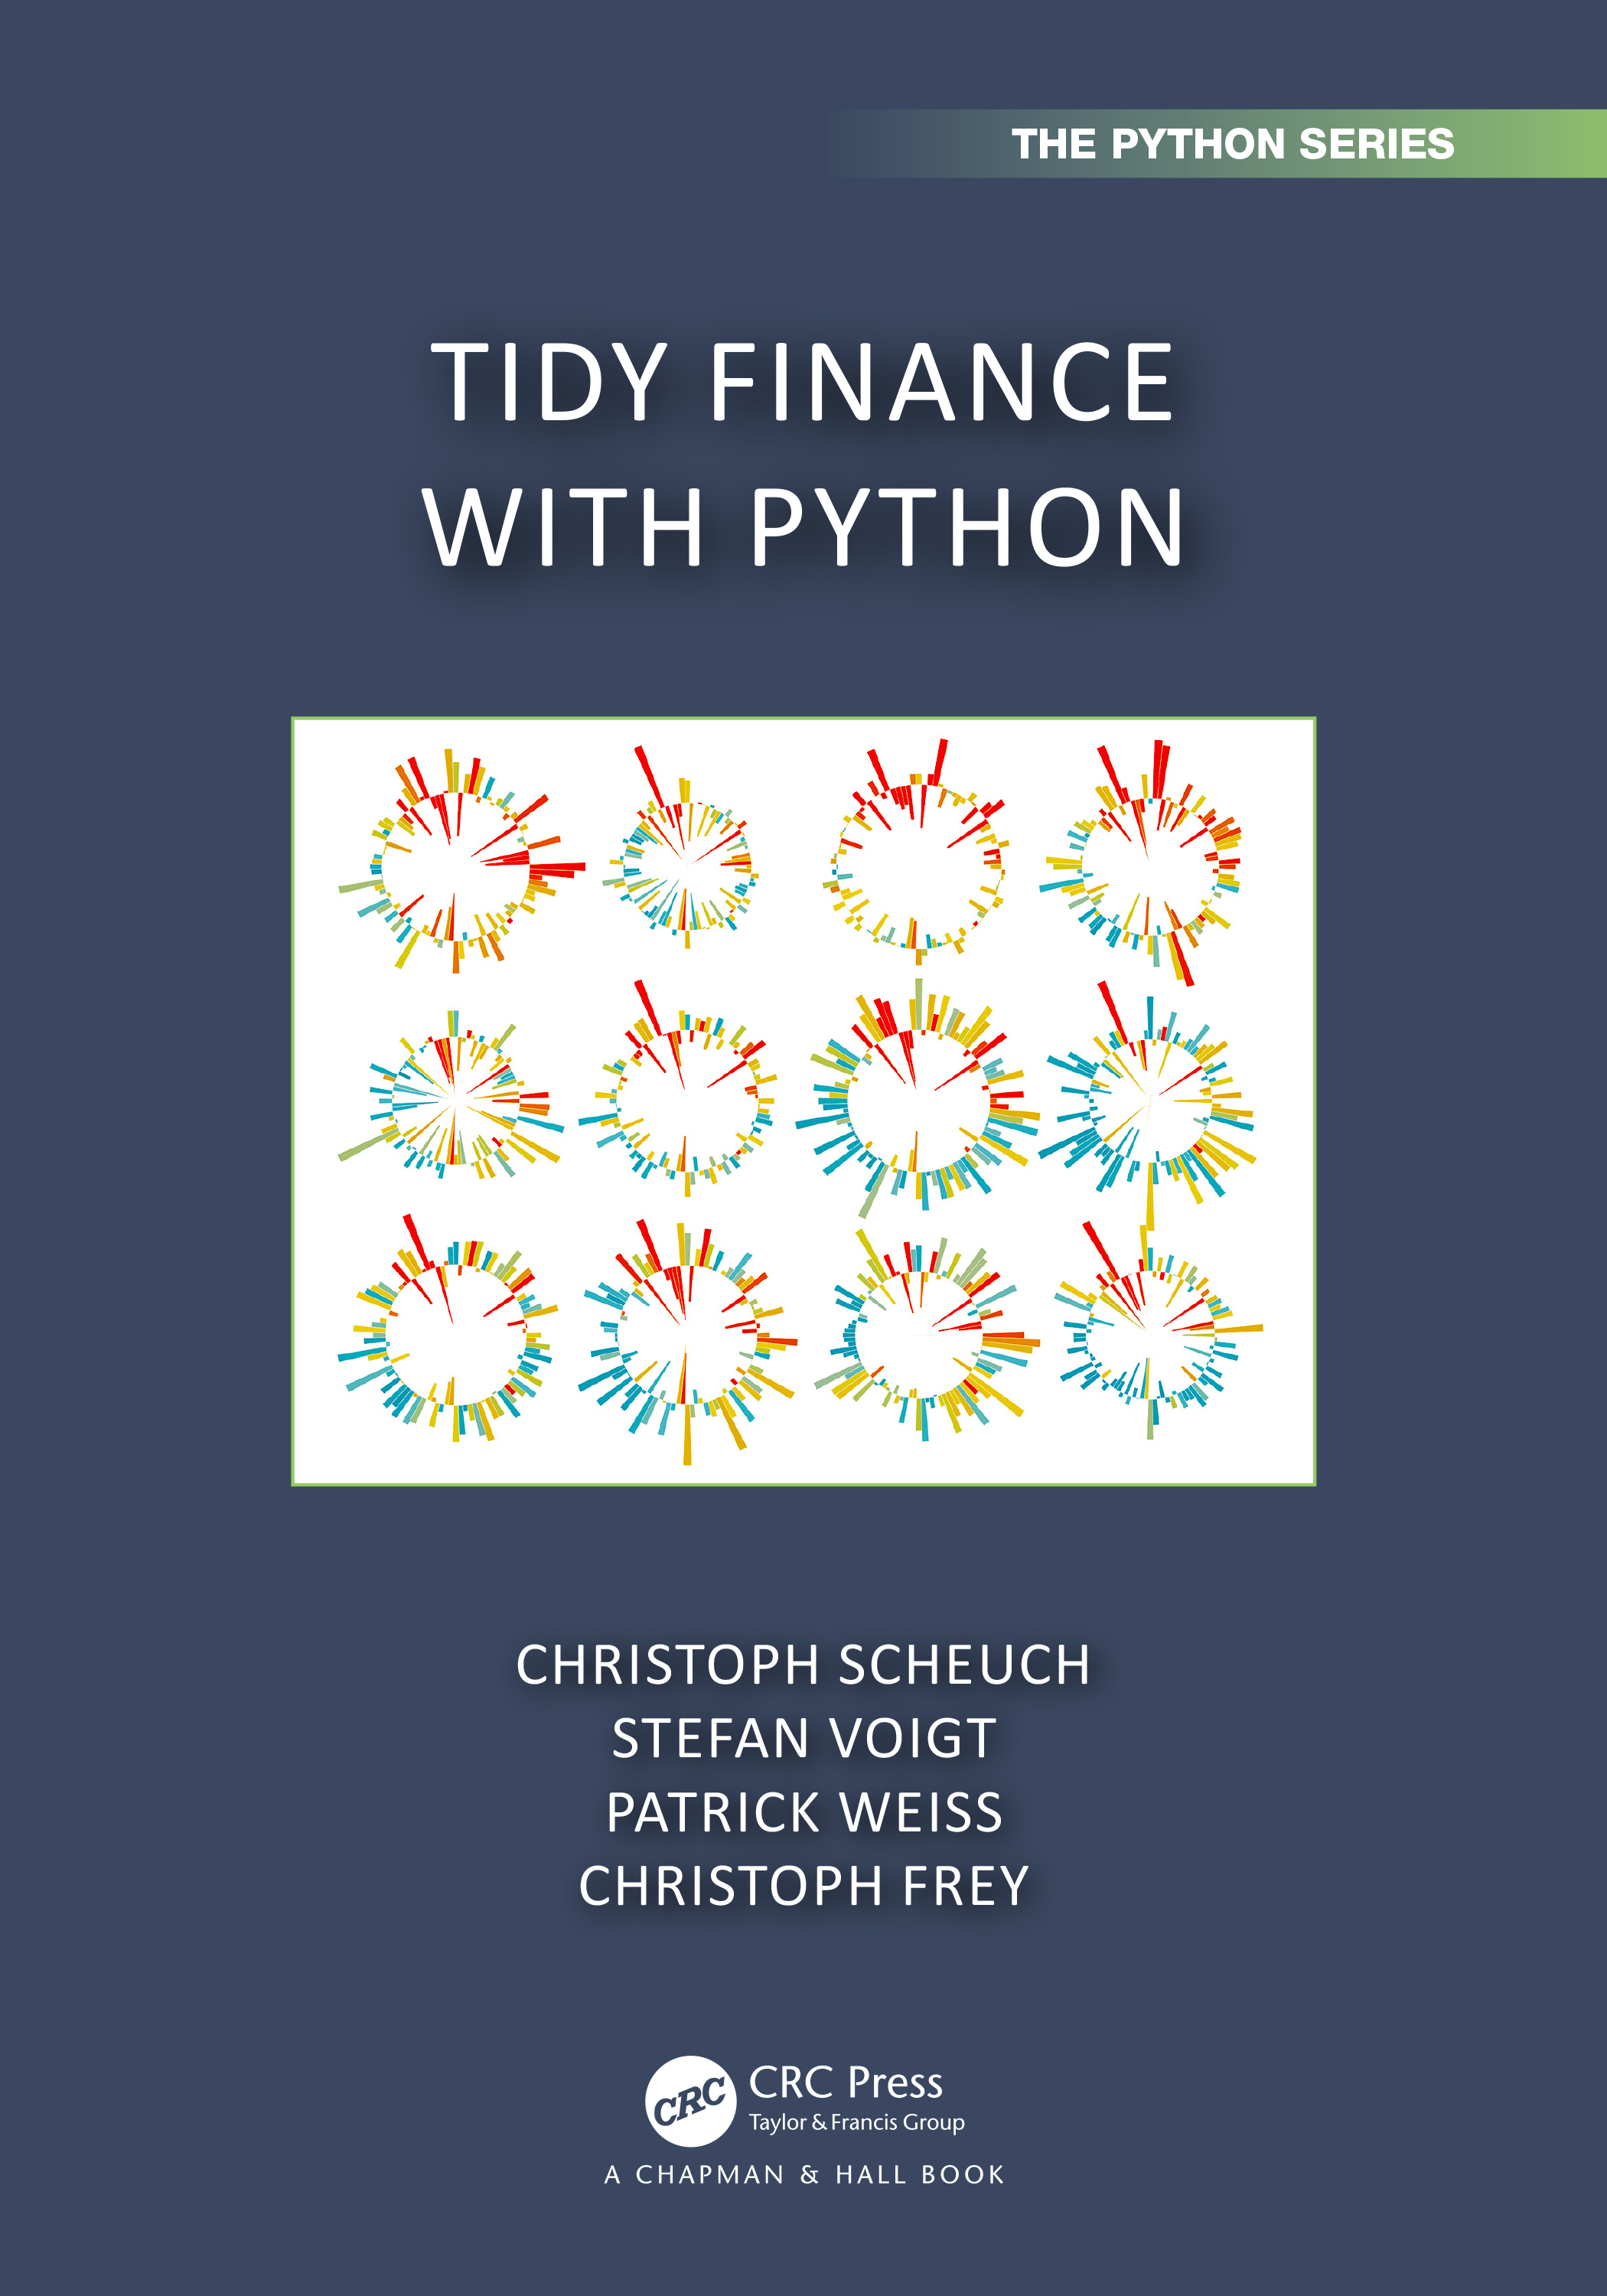 THE PYTHON SERIES
TIDY FINANCE
WITH PYTHON
CHRISTOPH SCHEUCH
STEFAN VOIGT
PATRICK WEISS
CHRISTOPH FREY
CRC
CRC Press
Taylor & Francis Group
A CHAPMAN & HALL BOOK